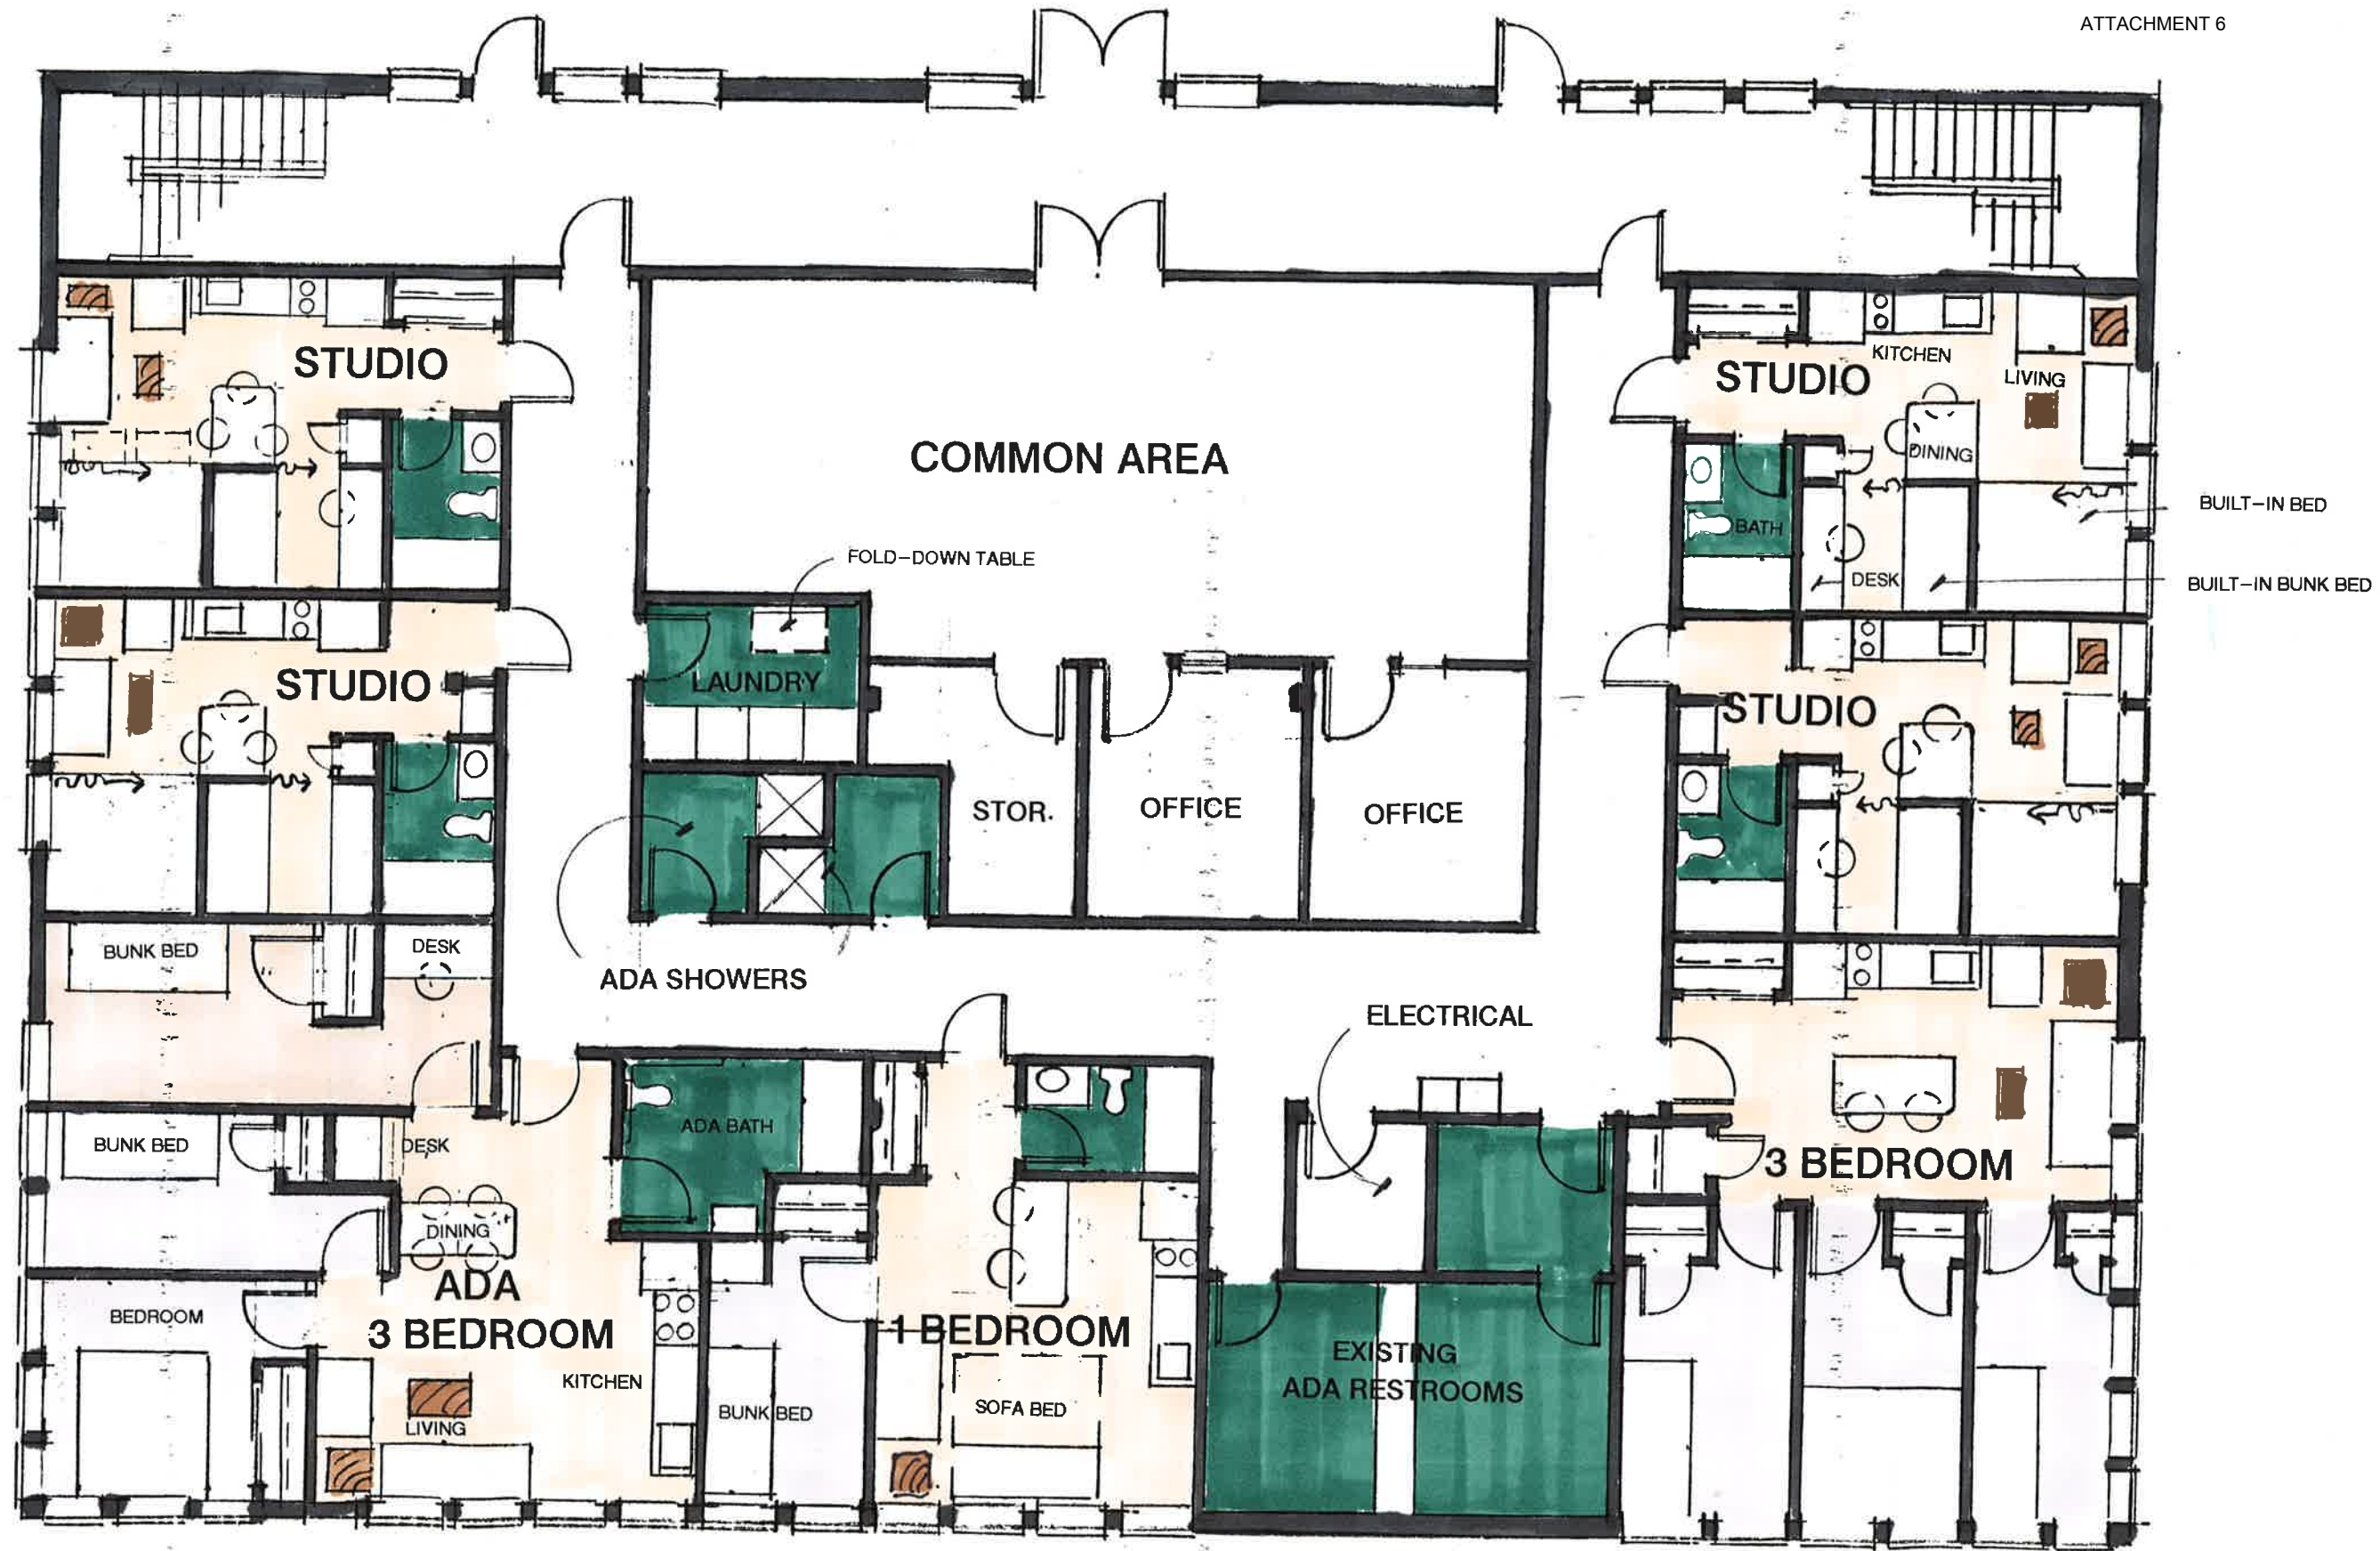 ATTACHMENT 6
STUDIO
STUDIO
KITCHEN
LIVING
DINING
BATH
DESK
BUILT-IN BED
BUILT-IN BUNK BED
COMMON AREA
FOLD-DOWN TABLE
LAUNDRY
STUDIO
STUDIO
STOR.
OFFICE
OFFICE
ADA SHOWERS
BUNK BED
DESK
ELECTRICAL
BUNK BED
DESK
DINING
ADA BATH
ADA
3 BEDROOM
BEDROOM
KITCHEN
LIVING
BUNK BED
1 BEDROOM
SOFA BED
EXISTING
ADA RESTROOMS
3 BEDROOM